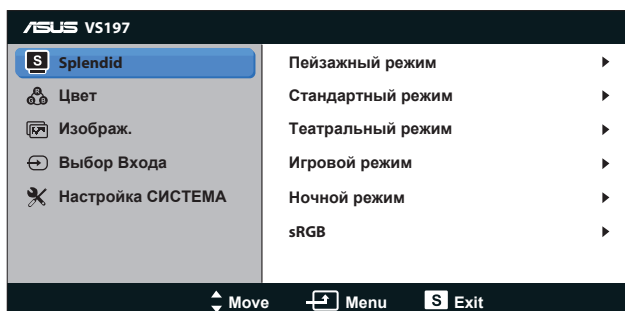 ASUS VS197
S Splendid
Цвет
Изображ.
Выбор Входа
Настройка СИСТЕМА
Пейзажный режим
Стандартный режим
Театральный режим
Игровой режим
Ночной режим
sRGB
Move Menu S Exit